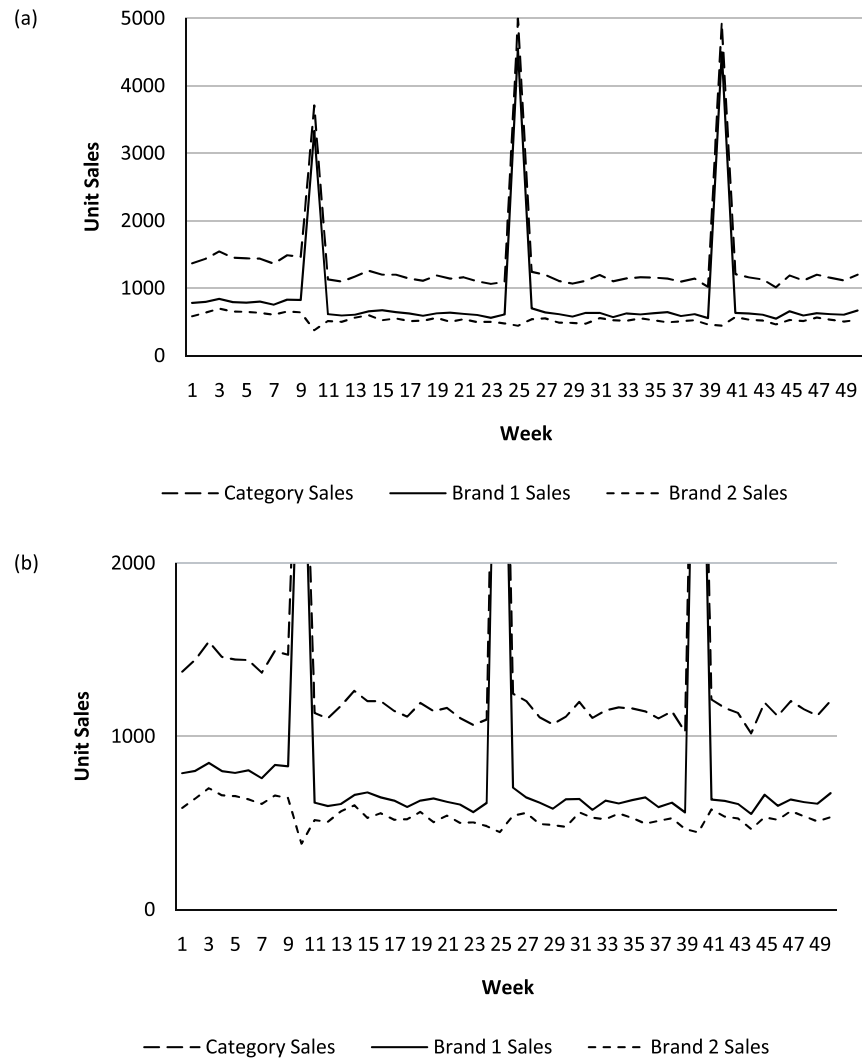 (a)
5000
4000
3000
2000
1000
0
Unit Sales
1 3 5 7 9 11 13 15 17 19 21 23 25 27 29 31 33 35 37 39 41 43 45 47 49
Week
Category Sales Brand 1 Sales Brand 2 Sales
(b)
2000
1000
0
Unit Sales
1 3 5 7 9 11 13 15 17 19 21 23 25 27 29 31 33 35 37 39 41 43 45 47 49
Week
Category Sales Brand 1 Sales Brand 2 Sales